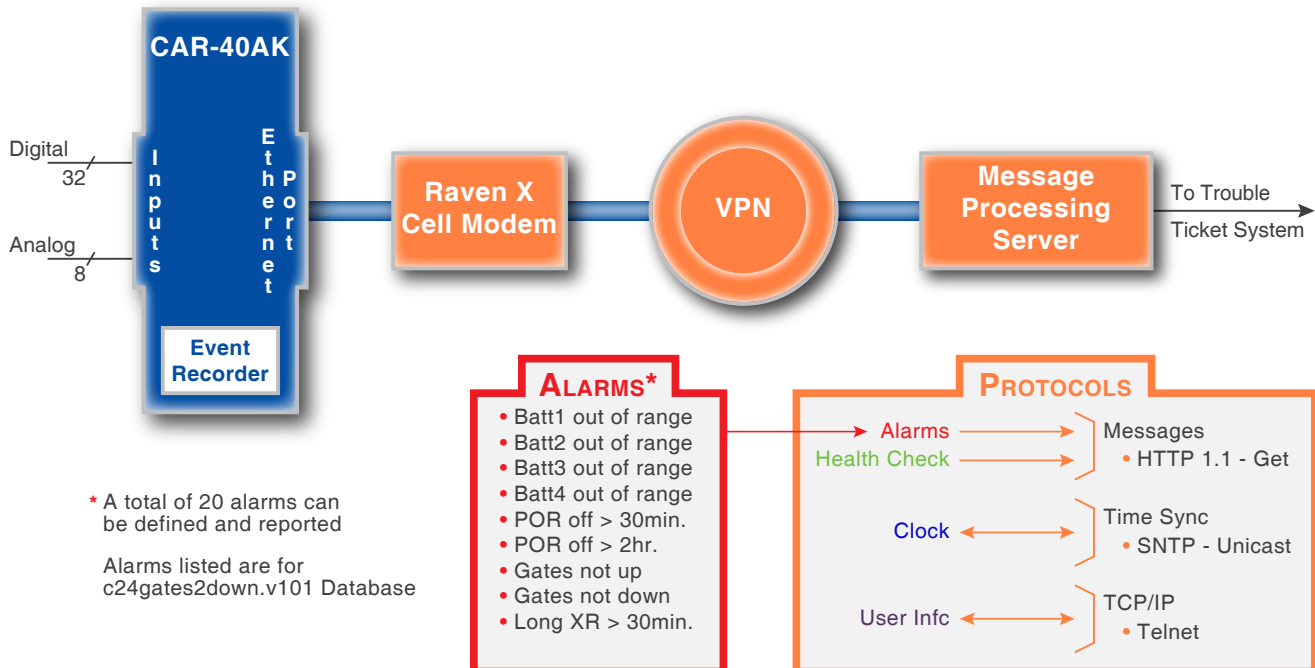 CAR-40AK
Digital
32
Analog
8
Inputs
Ethernet
Port
Event
Recorder
Raven X
Cell Modem
VPN
Message
Processing
Server
To Trouble
Ticket System
* A total of 20 alarms can
be defined and reported
Alarms listed are for
c24gates2down.v101 Database
ALARMS*
• Batt1 out of range
• Batt2 out of range
• Batt3 out of range
• Batt4 out of range
• POR off > 30min.
• POR off > 2hr.
• Gates not up
• Gates not down
• Long XR > 30min.
PROTOCOLS
Alarms
Health Check
Messages
• HTTP 1.1 - Get
Clock
Time Sync
• SNTP - Unicast
User Infc
TCP/IP
• Telnet